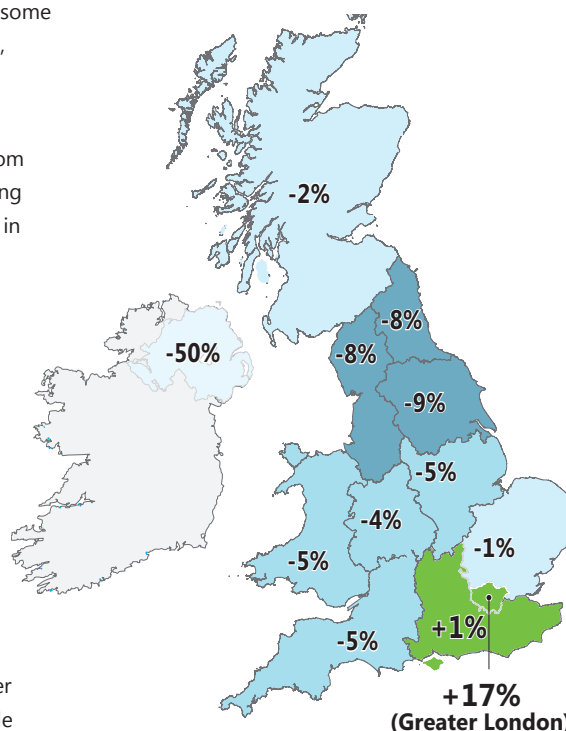 some
,
om
ng
in
-2%
-8%
-8%
-50%
-9%
-5%
-4%
-1%
-5%
+1%
-5%
+17%
(Greater London)
er
le